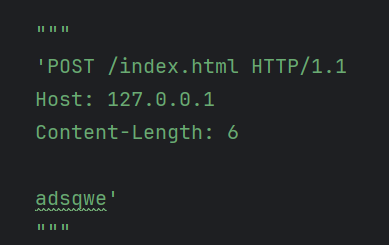 """
'POST /index.html HTTP/1.1
Host: 127.0.0.1
Content-Length: 6

adsqwe'
"""